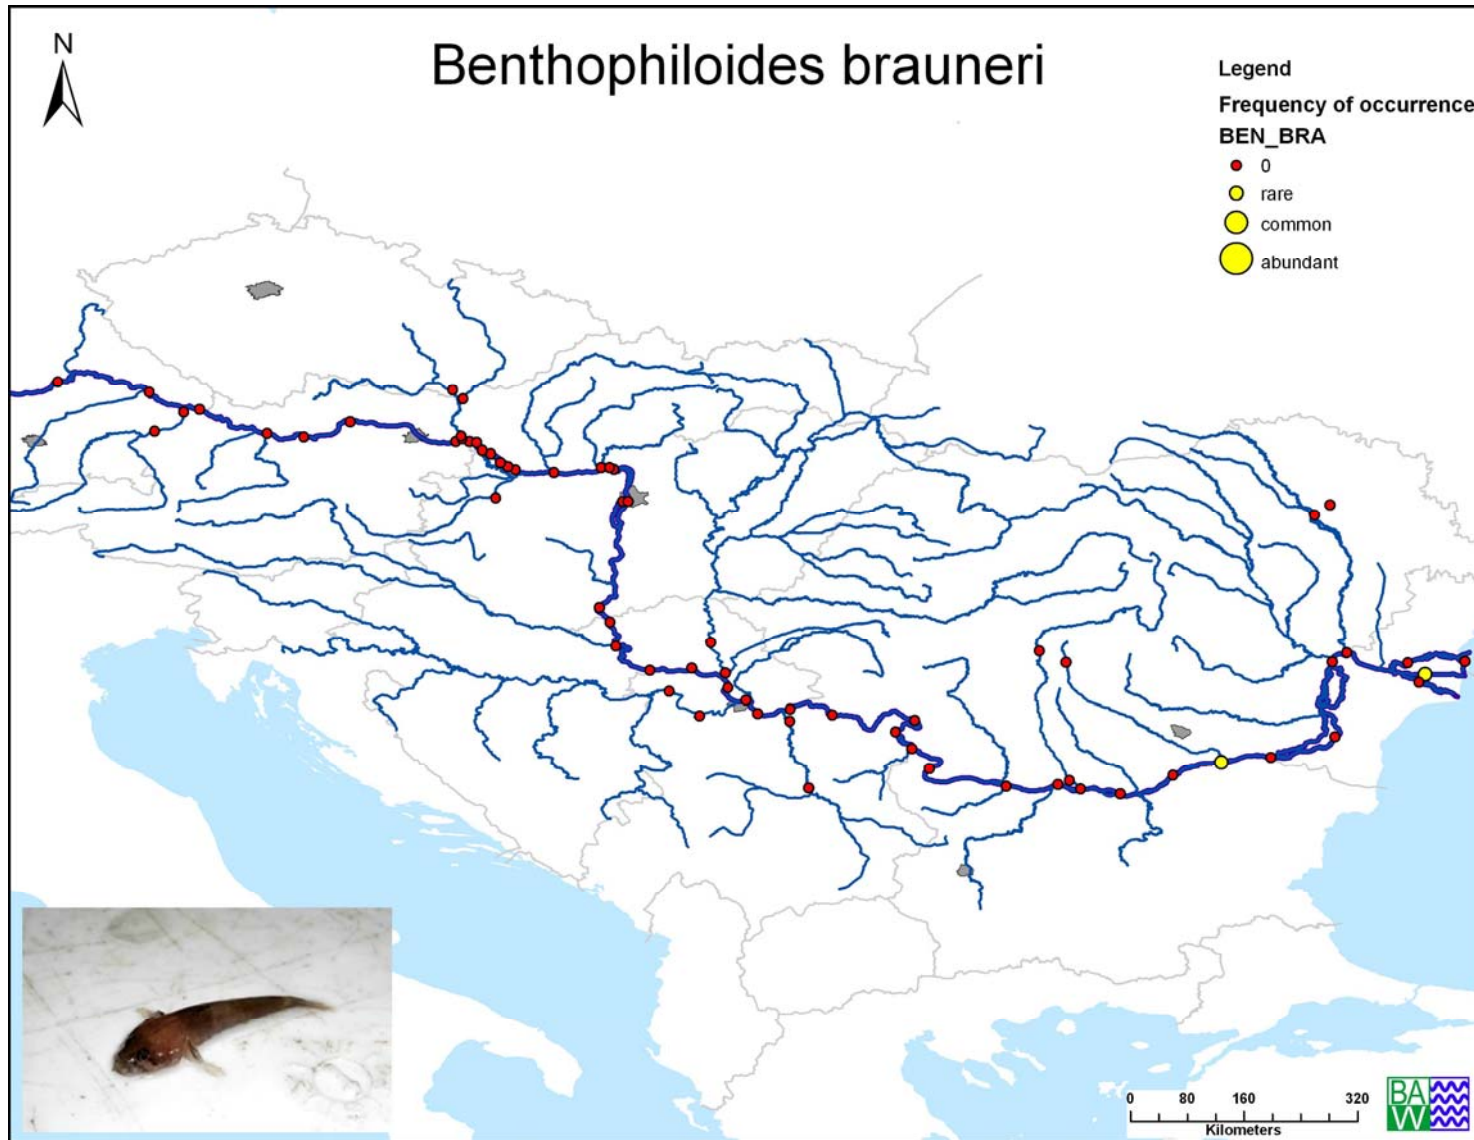 N
Benthophiloides brauneri
Legend
Frequency of occurrence
BEN_BRA
0
rare
common
abundant
0 80 160 320
Kilometers
BA
W